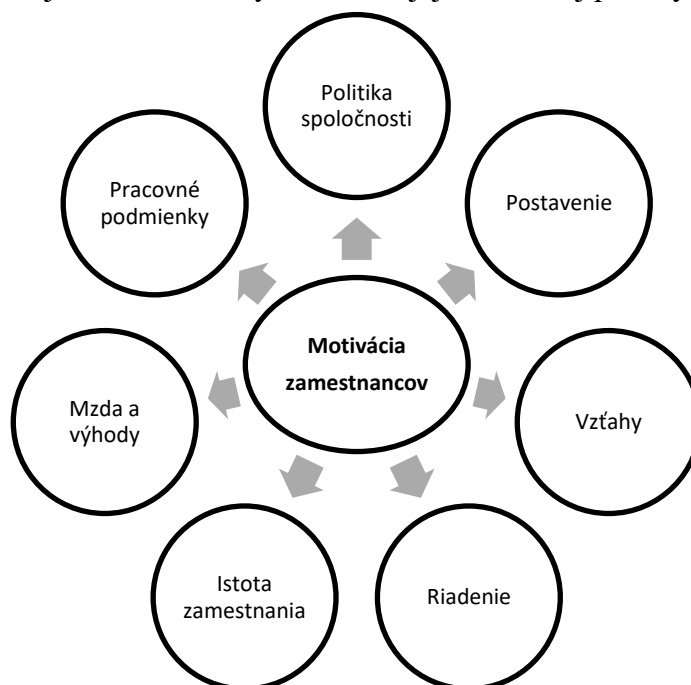 Politika
spoločnosti
Pracovné
podmienky
Postavenie
Motivácia
zamestnancov
Mzda a
výhody
Vzťahy
Istota
zamestnania
Riadenie